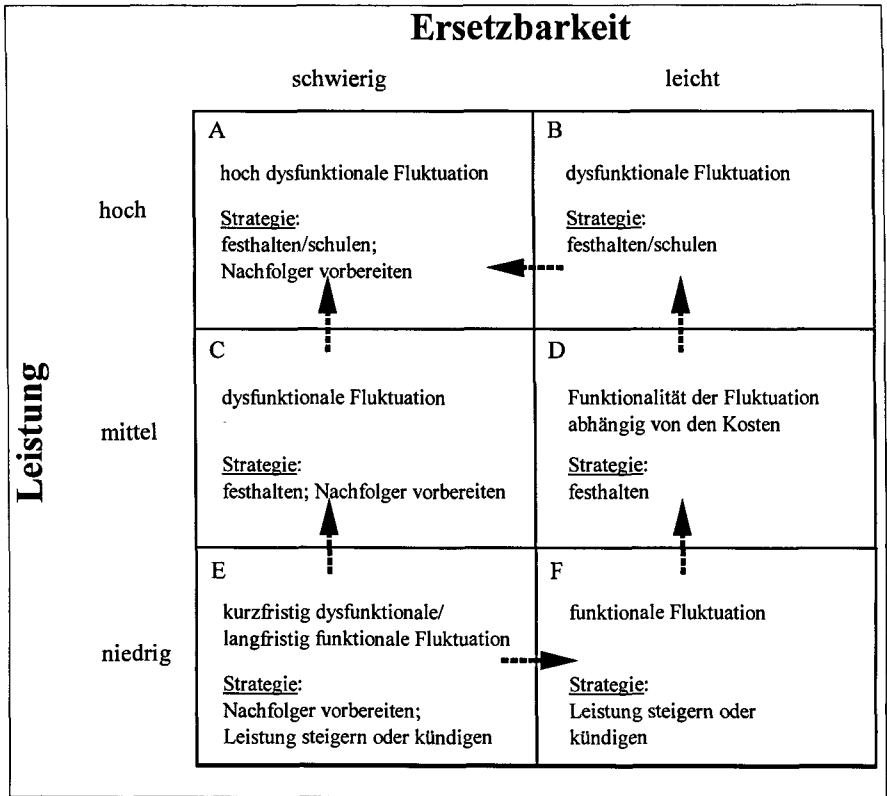 Ersetzbarkeit
schwierig
leicht
Leistung
hoch
A
hoch dysfunktionale Fluktuation
Strategie:
festhalten/schulen;
Nachfolger vorbereiten
B
dysfunktionale Fluktuation
Strategie:
festhalten/schulen
mittel
C
dysfunktionale Fluktuation
Strategie:
festhalten; Nachfolger vorbereiten
D
Funktionalität der Fluktuation
abhängig von den Kosten
Strategie:
festhalten
niedrig
E
kurzfristig dysfunktionale/
langfristig funktionale Fluktuation
Strategie:
Nachfolger vorbereiten;
Leistung steigern oder kündigen
F
funktionale Fluktuation
Strategie:
Leistung steigern oder
kündigen